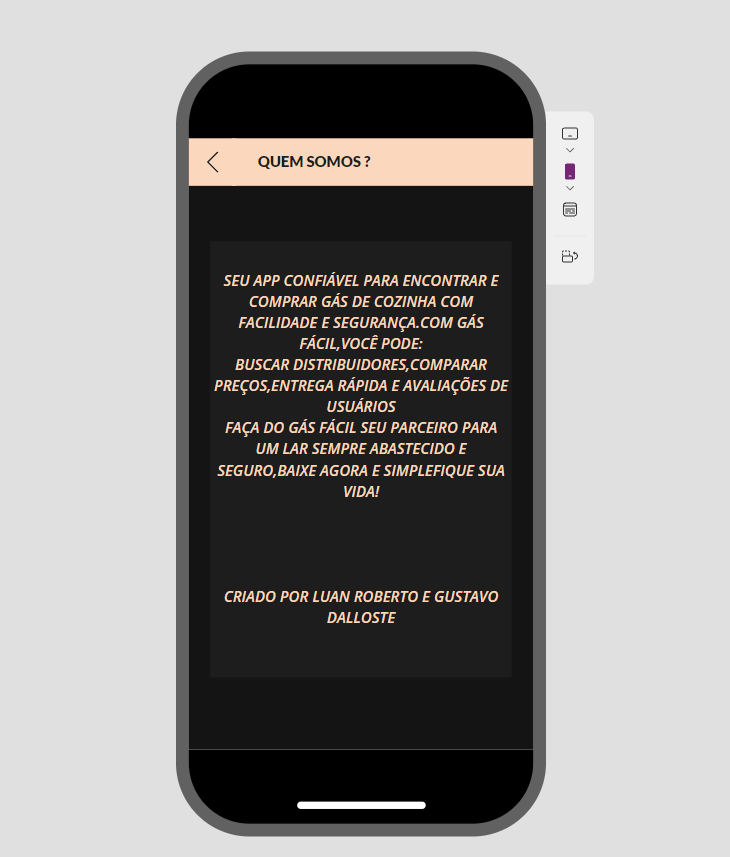 QUEM SOMOS ?
SEU APP CONFIÁVEL PARA ENCONTRAR E
COMPRAR GÁS DE COZINHA COM
FACILIDADE E SEGURANÇA.COM GÁS
FÁCIL,VOCÊ PODE:
BUSCAR DISTRIBUIDORES,COMPARAR
PREÇOS,ENTREGA RÁPIDA E AVALIAÇÕES DE
USUÁRIOS
FAÇA DO GÁS FÁCIL SEU PARCEIRO PARA
UM LAR SEMPRE ABASTECIDO E
SEGURO,BAIXE AGORA E SIMPLEFIQUE SUA
VIDA!
CRIADO POR LUAN ROBERTO E GUSTAVO
DALLOSTE